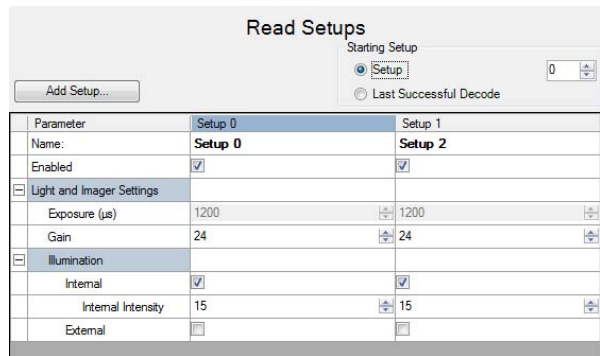 Read Setups
Starting Setup
Setup 0
Add Setup...
Last Successful Decode
Parameter Setup 0 Setup 1
Name: Setup 0 Setup 2
Enabled
Light and Imager Settings
Exposure (µs) 1200 1200
Gain 24 24
Illumination
Internal
Internal Intensity 15 15
External